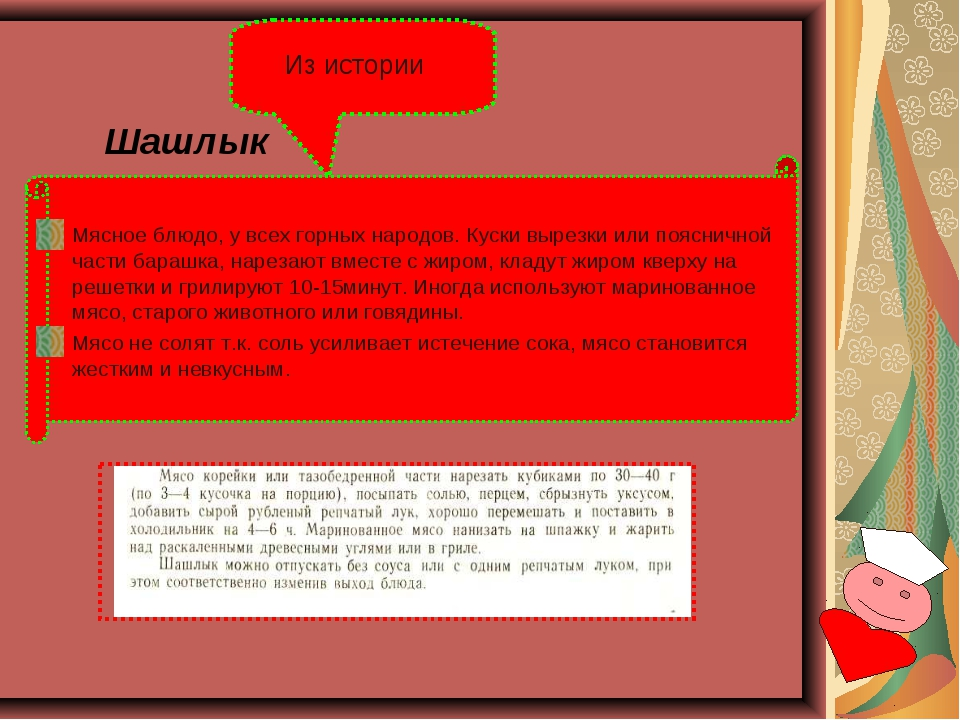 Из истории
Шашлык
Мясное блюдо, у всех горных народов. Куски вырезки или поясничной
части барашка, нарезают вместе с жиром, кладут жиром кверху на
решетки и грилируют 10-15минут. Иногда используют маринованное
мясо, старого животного или говядины.
Мясо не солят т.к. соль усиливает истечение сока, мясо становится
жестким и невкусным.
Мясо корейки или тазобедренной части нарезать кубиками по 30—40 г
(по 3—4 кусочка на порцию), посыпать солью, перцем, сбрызнуть уксусом,
добавить сырой рубленый репчатый лук, хорошо перемешать и поставить в
холодильник на 4—6 ч. Маринованное мясо нанизать на шпажку и жарить
над раскаленными древесными углями или в гриле.
Шашлык можно отпускать без соуса или с одним репчатым луком, при
этом соответственно изменив выход блюда.